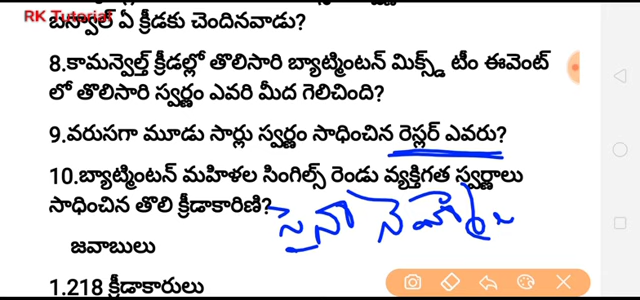 RK Tutorial
బిస్వాల్ ఏ క్రీడకు చెందినవాడు?
8.కామన్వెల్త్ క్రీడల్లో తొలిసారి బ్యాట్మింటన్ మిక్స్డ్ టీం ఈవెంట్
లో తొలిసారి స్వర్ణం ఎవరి మీద గెలిచింది?
9.వరుసగా మూడు సార్లు స్వర్ణం సాధించిన రెస్లర్ ఎవరు?
10.బ్యాట్మింటన్ మహిళల సింగిల్స్ రెండు వ్యక్తిగత స్వర్ణాలు
సాధించిన తొలి క్రీడాకారిణి? సైనా
జవాబులు
1.218 క్రీడాకారులు